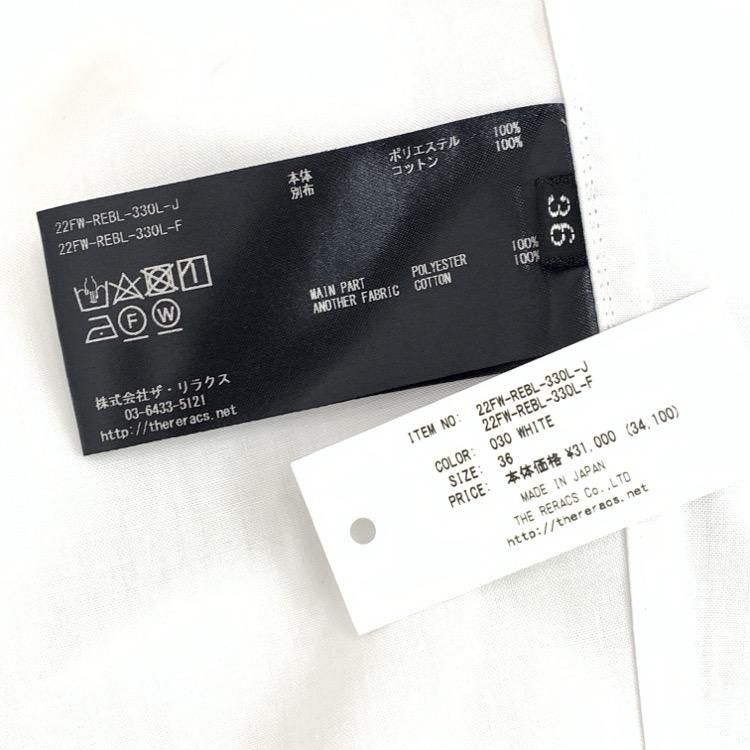 本体 ポリエステル 100%
別布 コットン 100%
22FW-REBL-330L-J
22FW-REBL-330L-F
36
MAIN PART POLYESTER 100%
ANOTHER FABRIC COTTON 100%
F W
株式会社ザ・リラクス
03-6433-5121
http://thereracs.net
ITEM NO: 22FW-REBL-330L-J
22FW-REBL-330L-F
COLOR: 030 WHITE
SIZE: 36
PRICE: 本体価格 ¥31,000 (34,100)
MADE IN JAPAN
THE RERACS Co.,LTD
http://thereracs.net